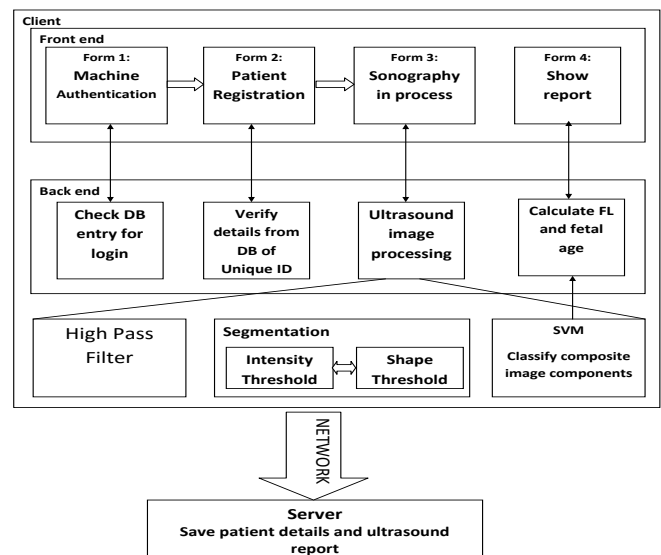 Client
Front end
Form 1:
Machine
Authentication
Form 2:
Patient
Registration
Form 3:
Sonography
in process
Form 4:
Show
report
Back end
Check DB
entry for
login
Verify
details from
DB of
Unique ID
Ultrasound
image
processing
Calculate FL
and fetal
age
High Pass
Filter
Segmentation
Intensity
Threshold
Shape
Threshold
SVM
Classify composite
image components
NETWORK
Server
Save patient details and ultrasound
report